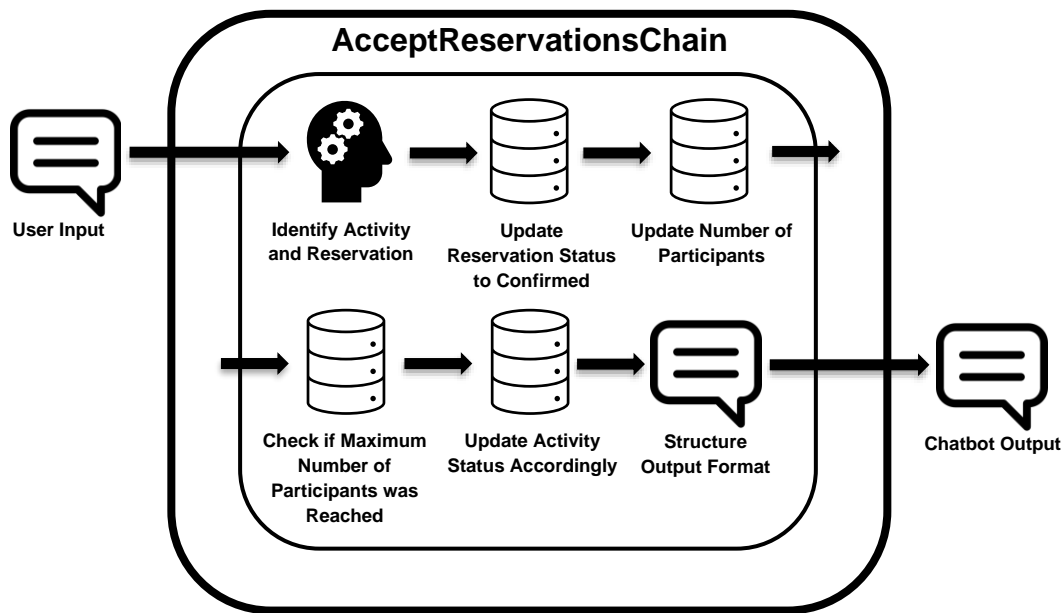 AcceptReservationsChain
User Input
Identify Activity
and Reservation
Update
Reservation Status
to Confirmed
Update Number of
Participants
Check if Maximum
Number of
Participants was
Reached
Update Activity
Status Accordingly
Structure
Output Format
Chatbot Output